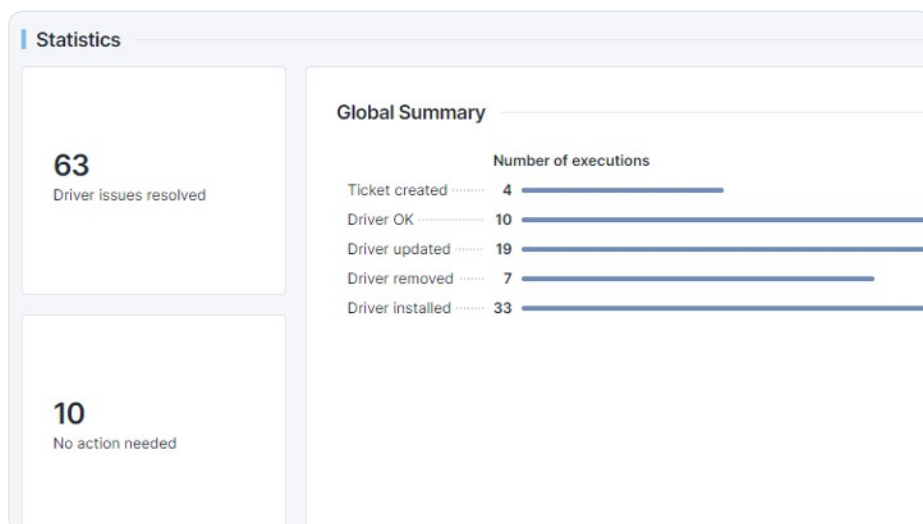 Statistics
63
Driver issues resolved
10
No action needed
Global Summary
Number of executions
Ticket created 4
Driver OK 10
Driver updated 19
Driver removed 7
Driver installed 33